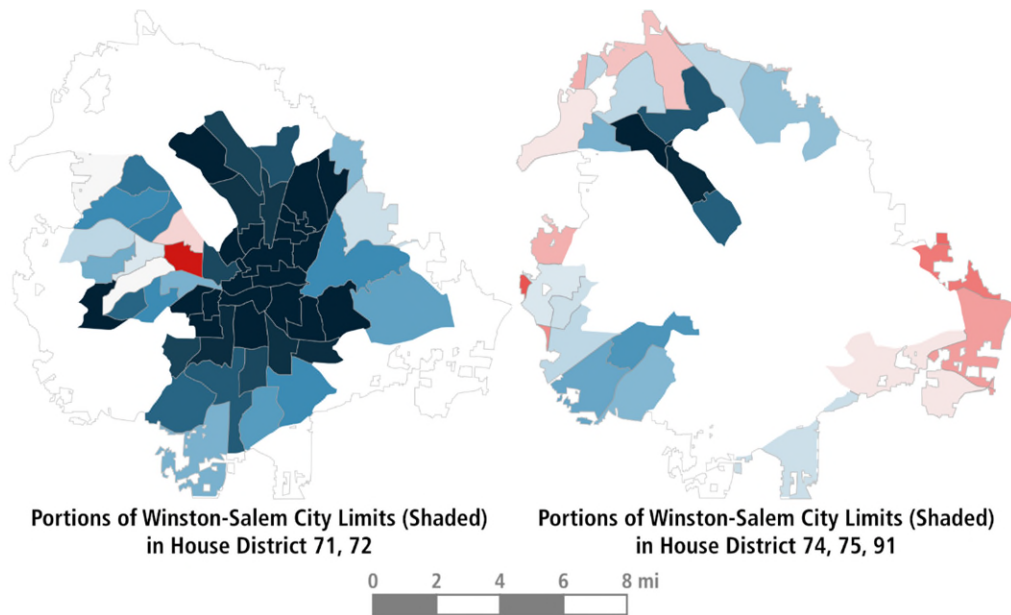 Portions of Winston-Salem City Limits (Shaded)
in House District 71, 72
Portions of Winston-Salem City Limits (Shaded)
in House District 74, 75, 91
0 2 4 6 8 mi